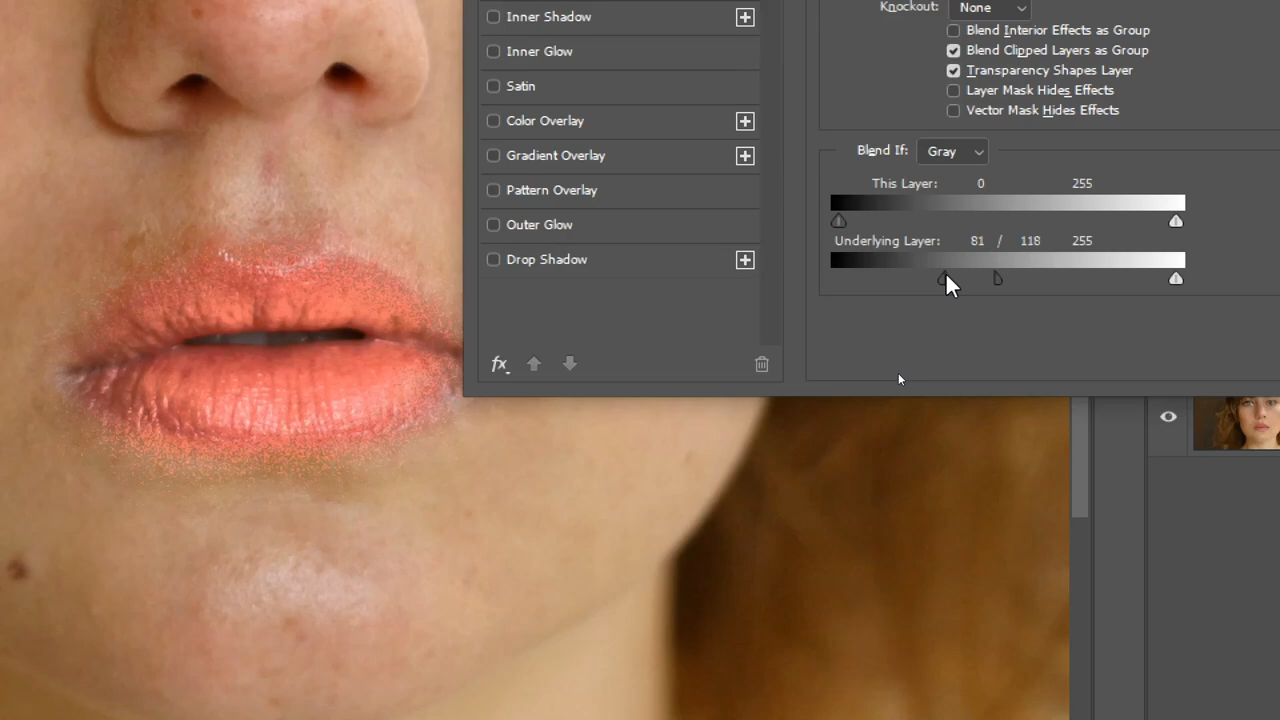 Inner Shadow
Inner Glow
Satin
Color Overlay
Gradient Overlay
Pattern Overlay
Outer Glow
Drop Shadow
fx
Knockout: None
Blend Interior Effects as Group
Blend Clipped Layers as Group
Transparency Shapes Layer
Layer Mask Hides Effects
Vector Mask Hides Effects
Blend If: Gray
This Layer: 0 255
Underlying Layer: 81 / 118 255